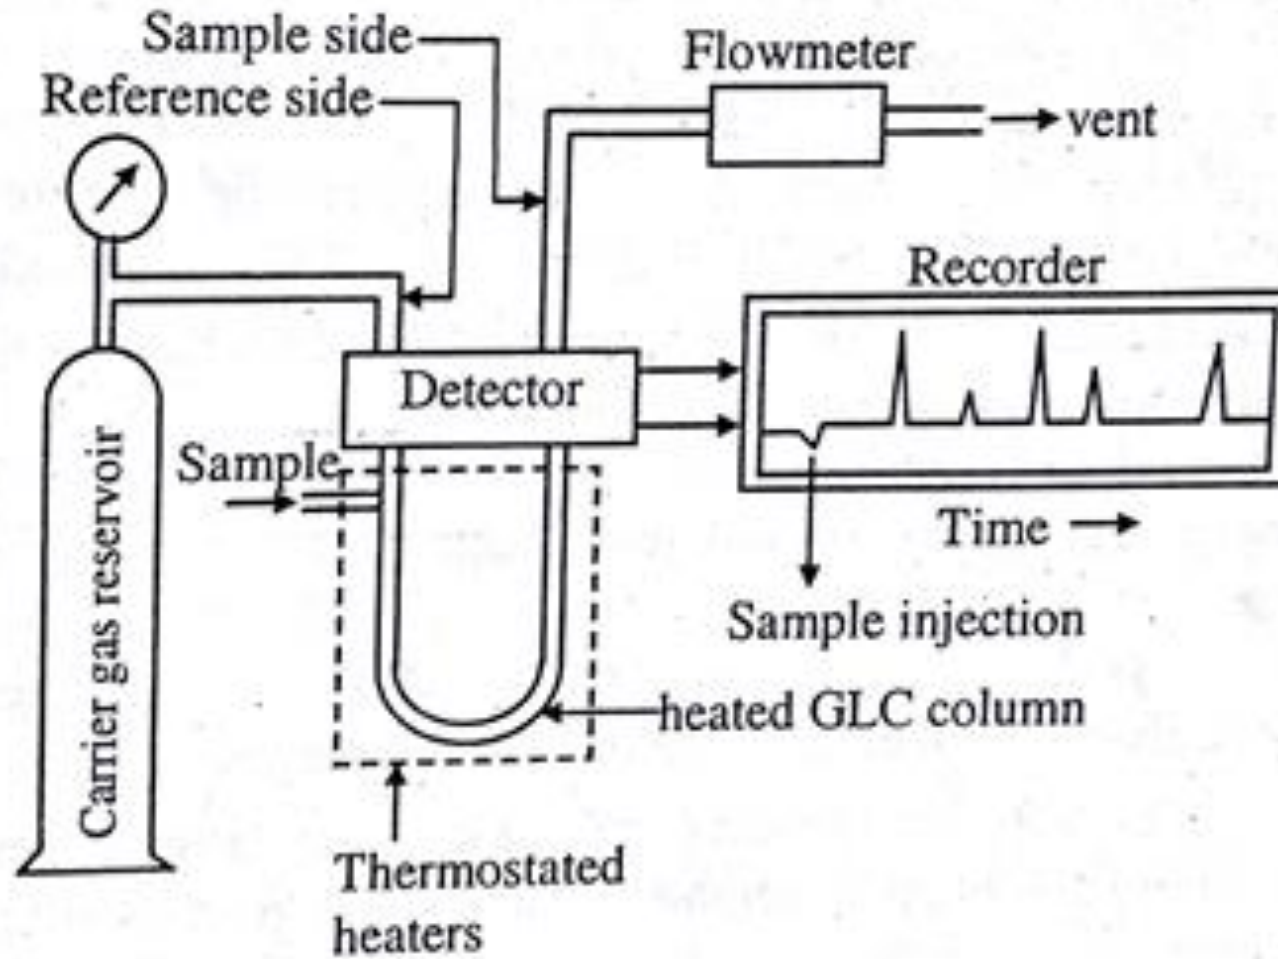 Sample side
Reference side
Flowmeter
vent
Recorder
Detector
Sample
Carrier gas reservoir
Time
Sample injection
heated GLC column
Thermostated
heaters